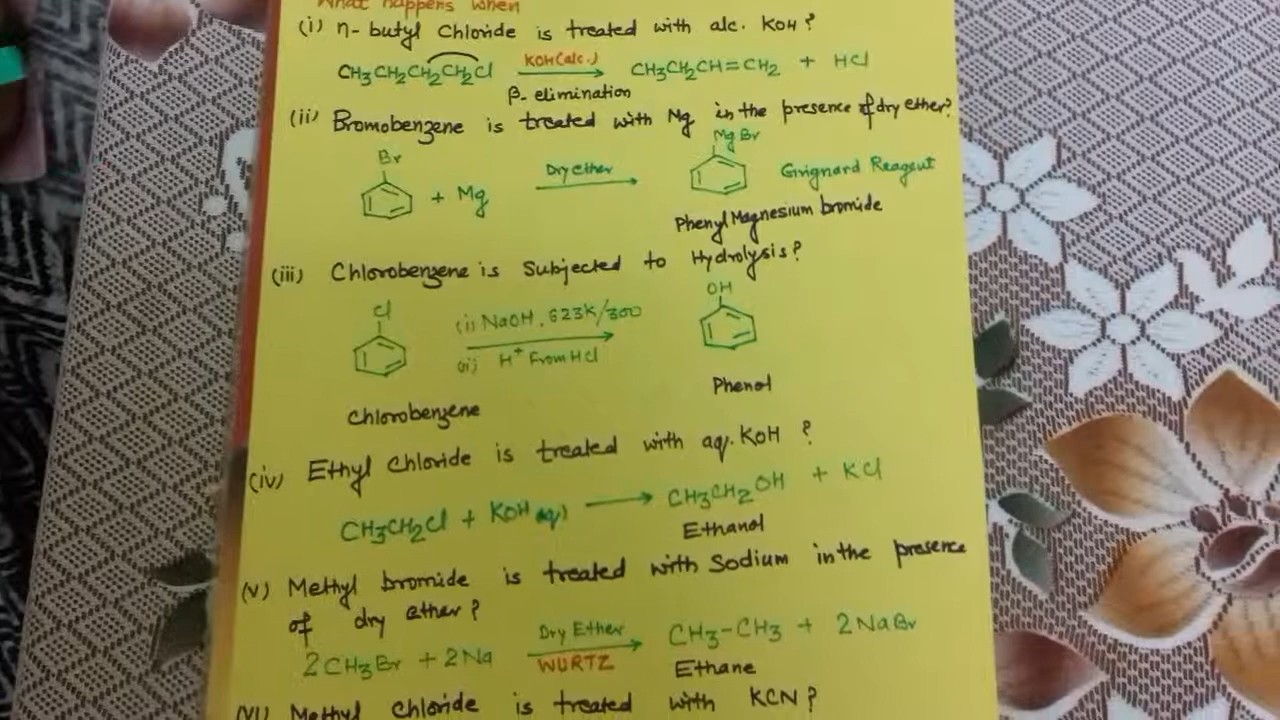 What happens when
(i) n-butyl Chloride is treated with alc. KOH?
CH3CH2CH2CH2Cl KOH(alc.) CH3CH2CH=CH2 + HCl
β-elimination
(ii) Bromobenzene is treated with Mg in the presence of dry ether?
Br MgBr
+ Mg Dry ether Grignard Reagent
Phenyl Magnesium bromide
(iii) Chlorobenzene is Subjected to Hydrolysis?
Cl OH
(i) NaOH, 623K/300
(ii) H+ From HCl
Chlorobenzene Phenol
(iv) Ethyl Chloride is treated with aq. KOH ?
CH3CH2Cl + KOH aq) → CH3CH2OH + KCl
Ethanol
(v) Methyl bromide is treated with Sodium in the presence
of dry ether?
2CH3Br + 2Na Dry Ether CH3-CH3 + 2NaBr
WURTZ Ethane
(vi) Methyl Chloride is treated with KCN?